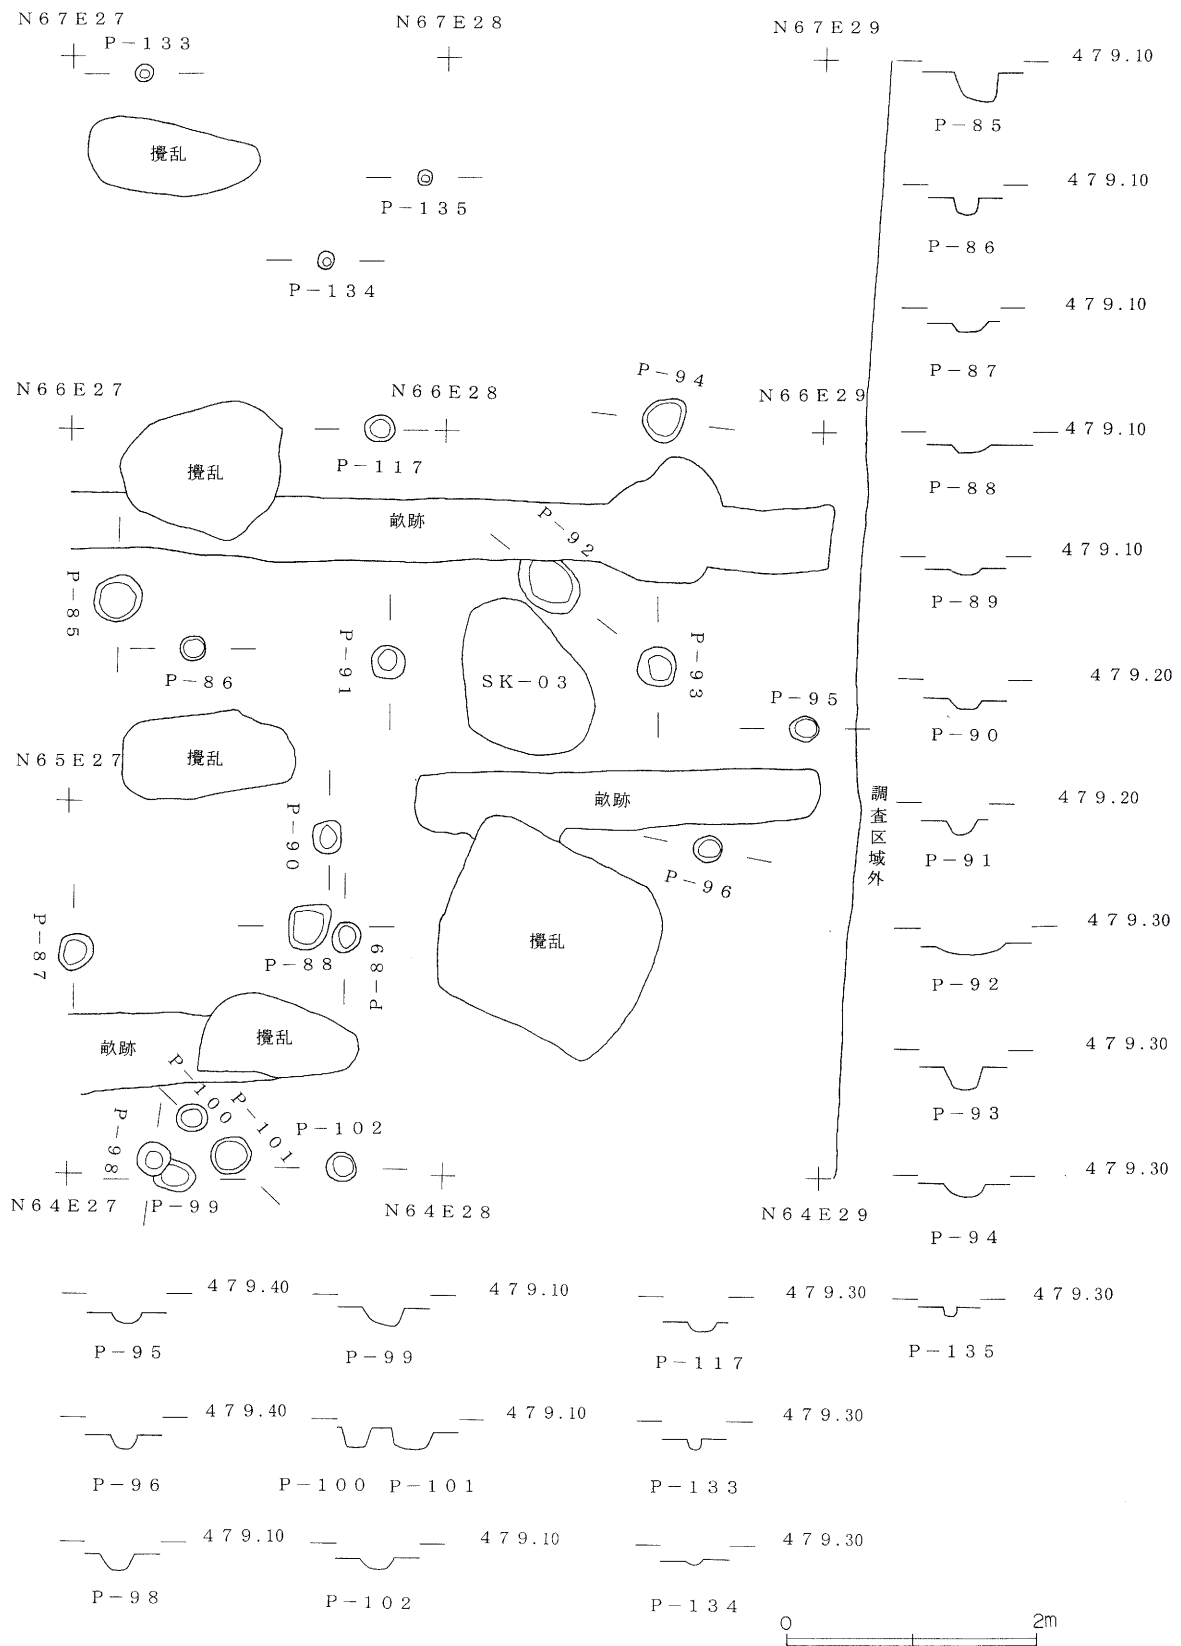 N67E27
N67E28
N67E29
P-133
攪乱
P-135
P-134
N66E27
N66E28
P-94
N66E29
攪乱
P-117
畝跡
P-92
P-85
P-86
P-91
SK-03
P-93
P-95
N65E27
攪乱
畝跡
調査区域外
P-90
P-96
P-87
P-88
P-89
攪乱
畝跡
攪乱
P-100
P-101
P-98
P-102
P-99
N64E27
N64E28
N64E29
479.10
P-85
479.10
P-86
479.10
P-87
479.10
P-88
479.10
P-89
479.20
P-90
479.20
P-91
479.30
P-92
479.30
P-93
479.30
P-94
479.40
P-95
479.10
P-99
479.30
P-117
479.30
P-135
479.40
P-96
479.10
P-100 P-101
479.30
P-133
479.10
P-98
479.10
P-102
479.30
P-134
0 2m